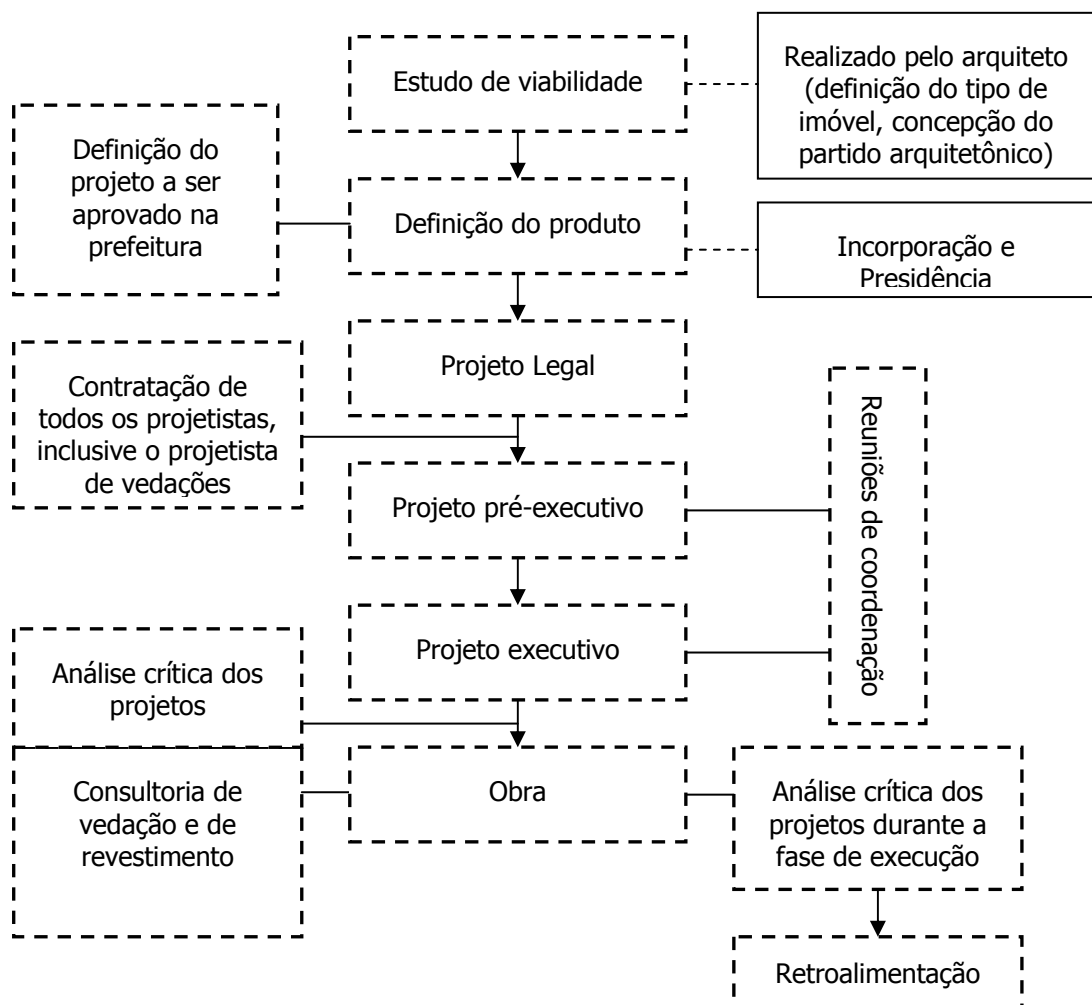 Estudo de viabilidade
Realizado pelo arquiteto
(definição do tipo de
imóvel, concepção do
partido arquitetônico)
Definição do
projeto a ser
aprovado na
prefeitura
Definição do produto
Incorporação e
Presidência
Projeto Legal
Contratação de
todos os projetistas,
inclusive o projetista
de vedações
Projeto pré-executivo
Reuniões de coordenação
Projeto executivo
Análise crítica dos
projetos
Obra
Consultoria de
vedação e de
revestimento
Análise crítica dos
projetos durante a
fase de execução
Retroalimentação